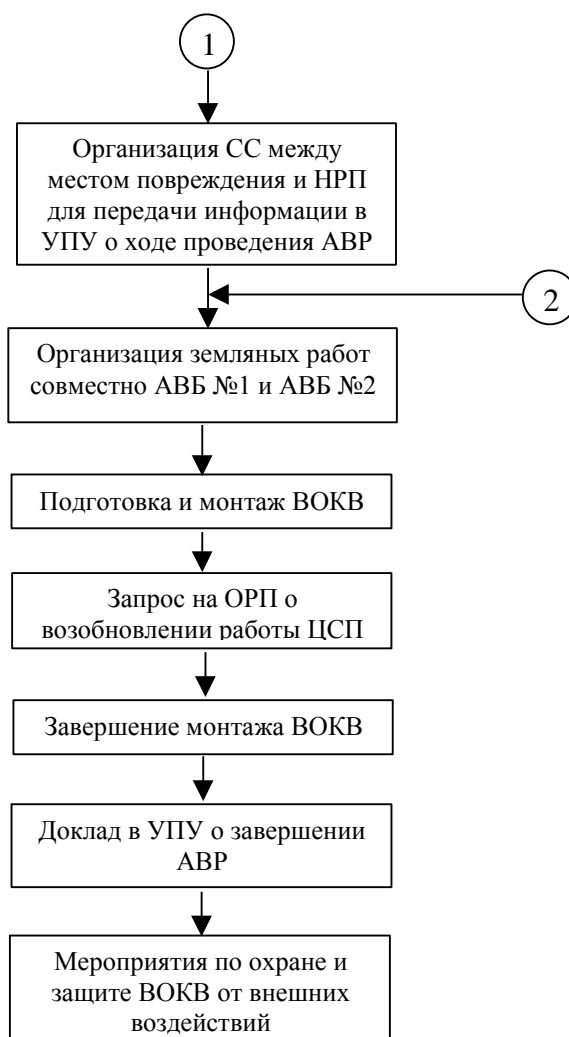 1
Организация СС между
местом повреждения и НРП
для передачи информации в
УПУ о ходе проведения АВР
2
Организация земляных работ
совместно АВБ №1 и АВБ №2
Подготовка и монтаж ВОКВ
Запрос на ОРП о
возобновлении работы ЦСП
Завершение монтажа ВОКВ
Доклад в УПУ о завершении
АВР
Мероприятия по охране и
защите ВОКВ от внешних
воздействий